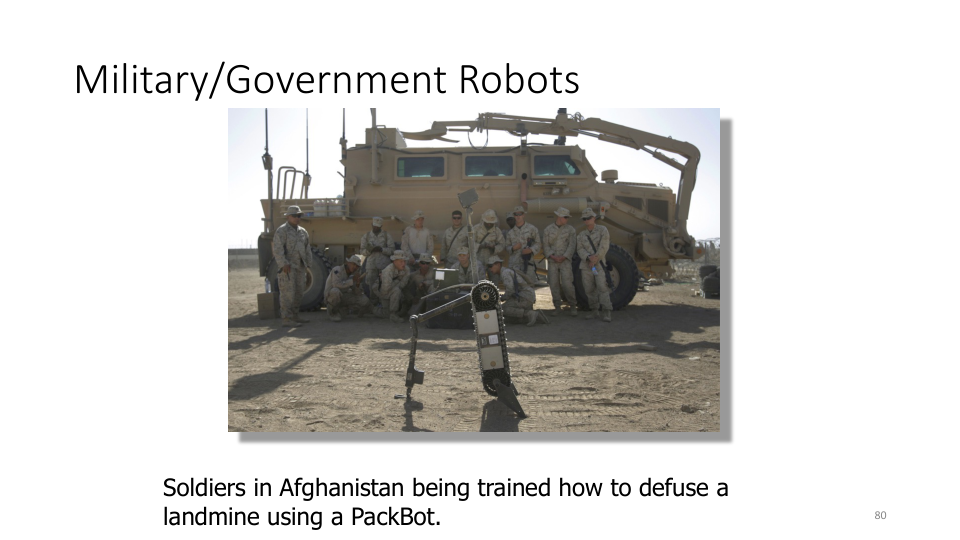 Military/Government Robots
Soldiers in Afghanistan being trained how to defuse a
landmine using a PackBot.
80